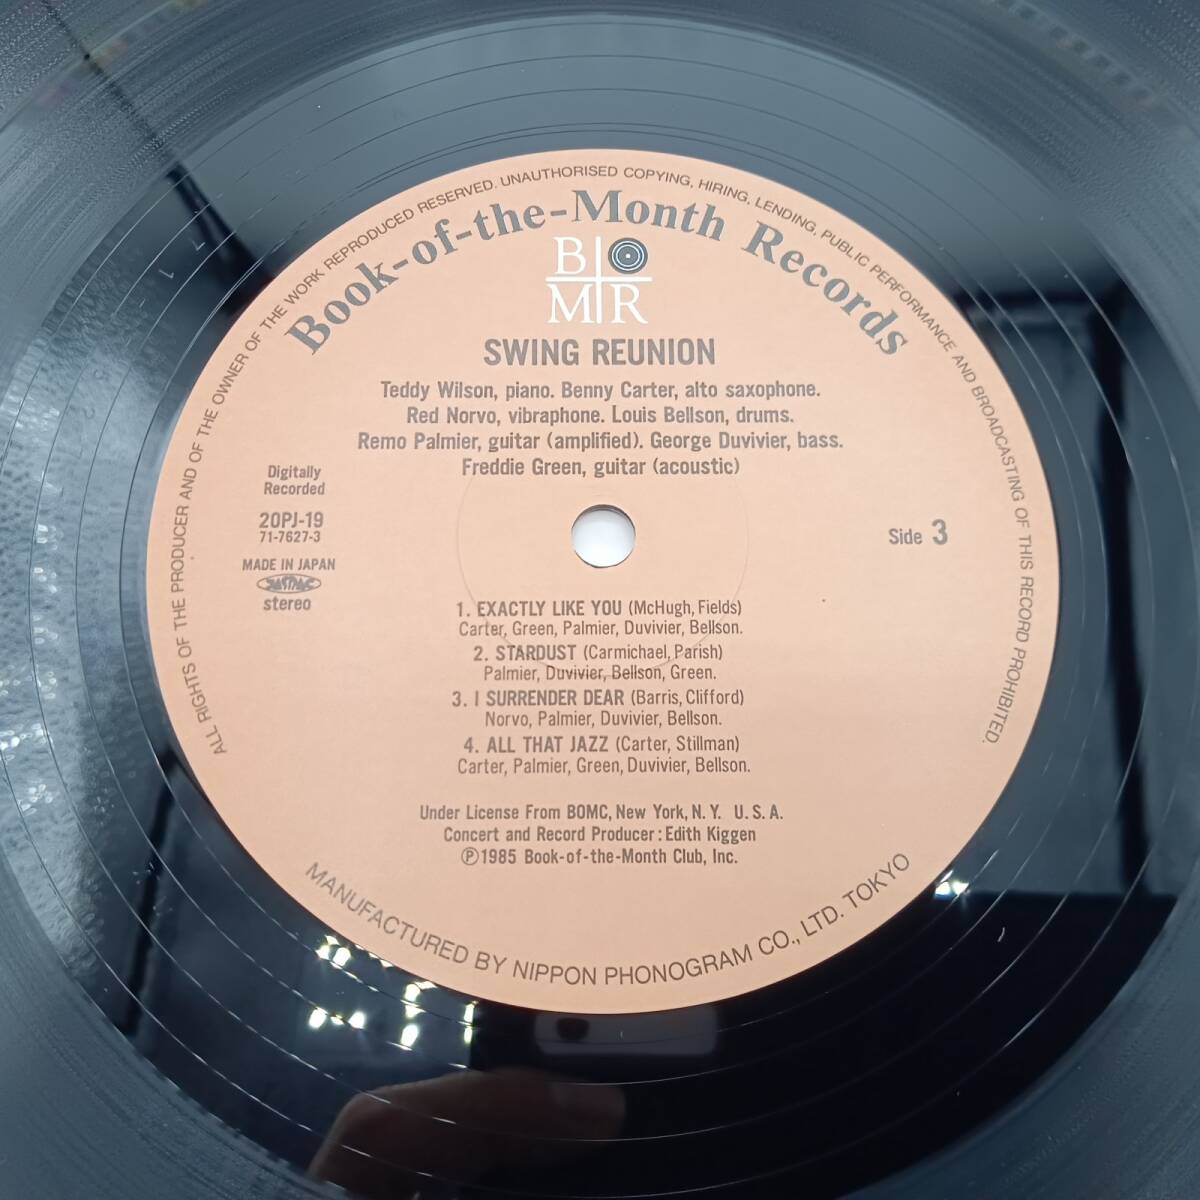 ALL RIGHTS OF THE PRODUCER AND OF THE OWNER OF THE WORK REPRODUCED RESERVED. UNAUTHORISED COPYING, HIRING, LENDING, PUBLIC PERFORMANCE AND BROADCASTING OF THIS RECORD PROHIBITED.
Book-of-the-Month Records
B
M R
SWING REUNION
Teddy Wilson, piano. Benny Carter, alto saxophone.
Red Norvo, vibraphone. Louis Bellson, drums.
Remo Palmier, guitar (amplified). George Duvivier, bass.
Freddie Green, guitar (acoustic)
Digitally
Recorded
20PJ-19
71-7627-3
MADE IN JAPAN
JASRAC
stereo
Side 3
1. EXACTLY LIKE YOU (McHugh, Fields)
Carter, Green, Palmier, Duvivier, Bellson.
2. STARDUST (Carmichael, Parish)
Palmier, Duvivier, Bellson, Green.
3. I SURRENDER DEAR (Barris, Clifford)
Norvo, Palmier, Duvivier, Bellson.
4. ALL THAT JAZZ (Carter, Stillman)
Carter, Palmier, Green, Duvivier, Bellson.
Under License From BOMC, New York, N.Y. U.S.A.
Concert and Record Producer: Edith Kiggen
Ⓟ1985 Book-of-the-Month Club, Inc.
MANUFACTURED BY NIPPON PHONOGRAM CO., LTD. TOKYO